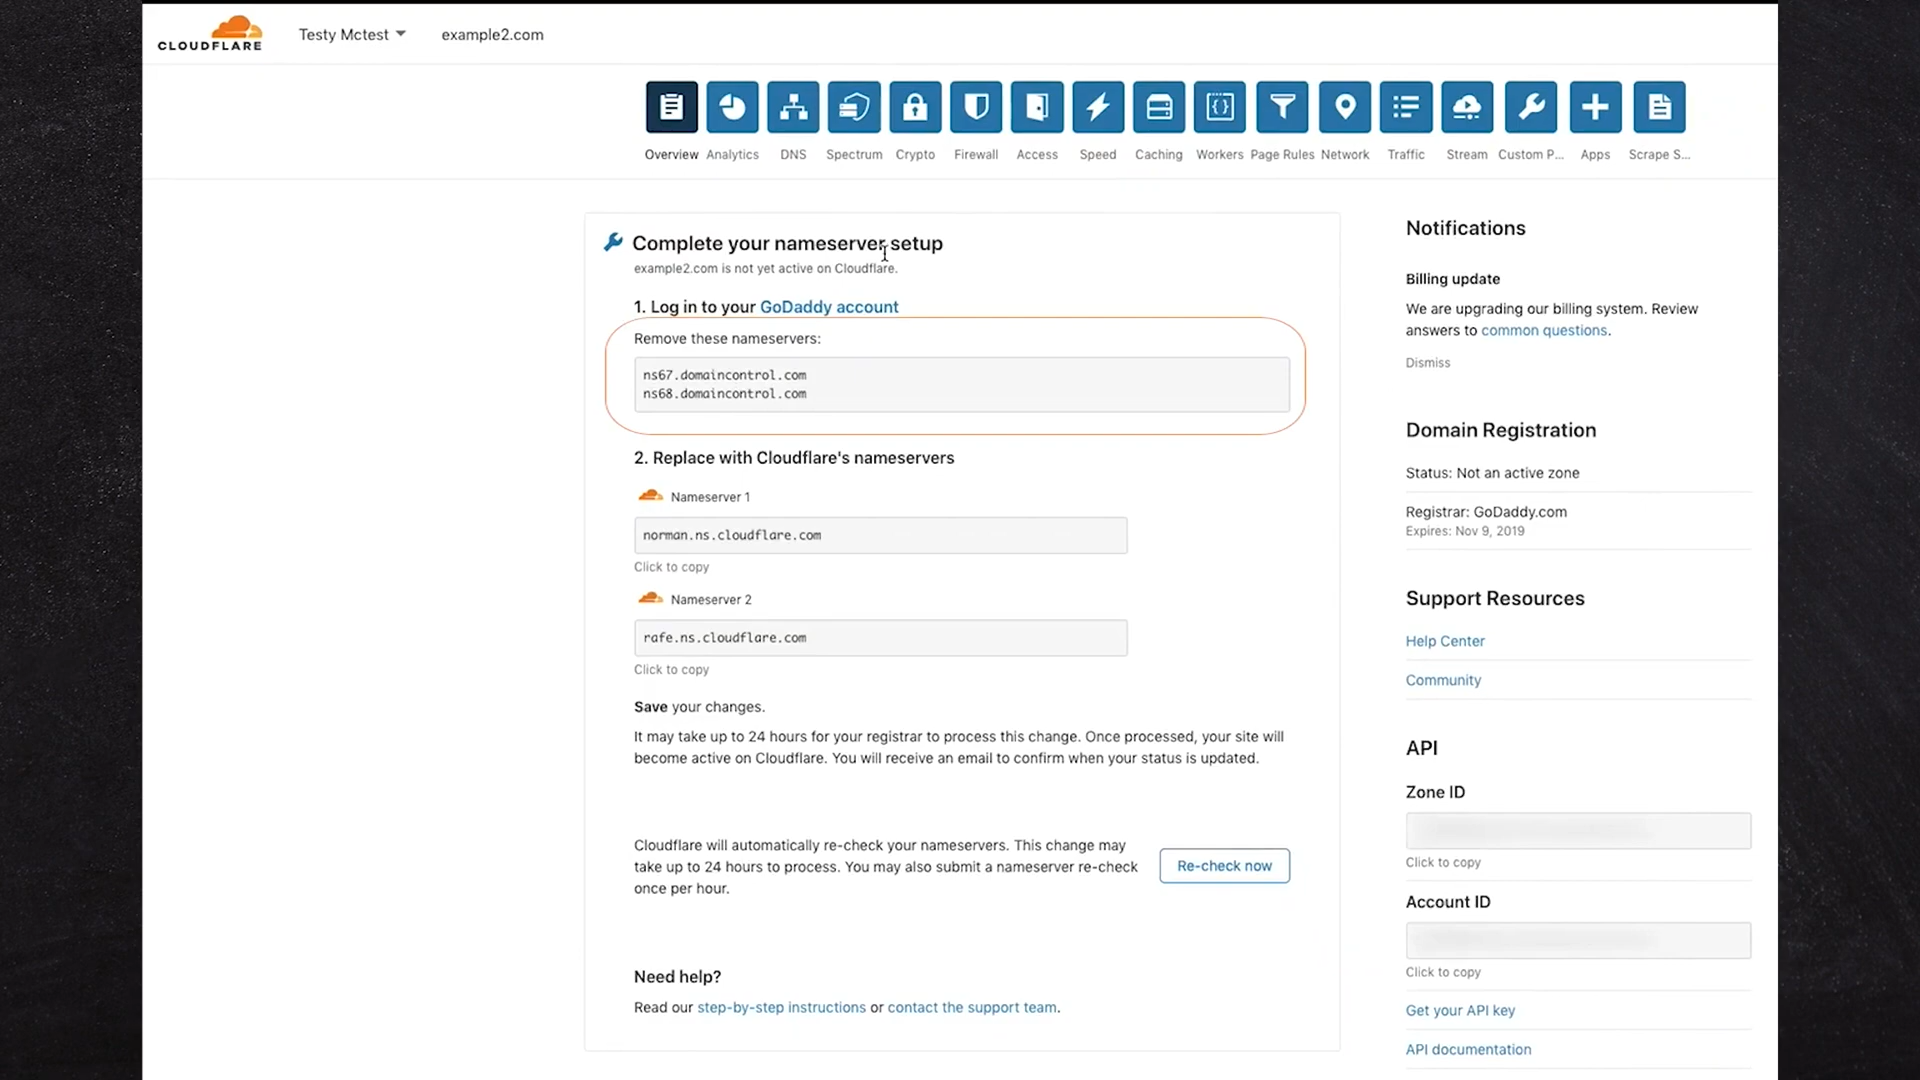 CLOUDFLARE
Testy Mctest
example2.com
Overview
Analytics
DNS
Spectrum
Crypto
Firewall
Access
Speed
Caching
Workers
Page Rules
Network
Traffic
Stream
Custom P...
Apps
Scrape S...
Complete your nameserver setup
example2.com is not yet active on Cloudflare.
1. Log in to your GoDaddy account
Remove these nameservers:
ns67.domaincontrol.com
ns68.domaincontrol.com
2. Replace with Cloudflare's nameservers
Nameserver 1
norman.ns.cloudflare.com
Click to copy
Nameserver 2
rafe.ns.cloudflare.com
Click to copy
Save your changes.
It may take up to 24 hours for your registrar to process this change. Once processed, your site will
become active on Cloudflare. You will receive an email to confirm when your status is updated.
Cloudflare will automatically re-check your nameservers. This change may
take up to 24 hours to process. You may also submit a nameserver re-check
once per hour.
Re-check now
Need help?
Read our step-by-step instructions or contact the support team.
Notifications
Billing update
We are upgrading our billing system. Review
answers to common questions.
Dismiss
Domain Registration
Status: Not an active zone
Registrar: GoDaddy.com
Expires: Nov 9, 2019
Support Resources
Help Center
Community
API
Zone ID
Click to copy
Account ID
Click to copy
Get your API key
API documentation